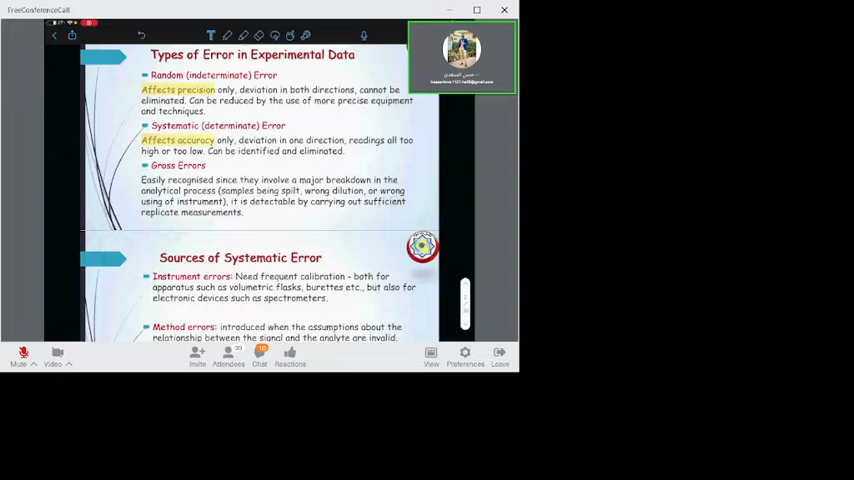 FreeConferenceCall
Types of Error in Experimental Data
Random (indeterminate) Error
Affects precision only, deviation in both directions, cannot be
eliminated. Can be reduced by the use of more precise equipment
and techniques.
Systematic (determinate) Error
Affects accuracy only, deviation in one direction, readings all too
high or too low. Can be identified and eliminated.
Gross Errors
Easily recognised since they involve a major breakdown in the
analytical process (samples being spilt, wrong dilution, or wrong
using of instrument), it is detectable by carrying out sufficient
replicate measurements.
Sources of Systematic Error
Instrument errors: Need frequent calibration - both for
apparatus such as volumetric flasks, burettes etc., but also for
electronic devices such as spectrometers.
Method errors: introduced when the assumptions about the
relationship between the signal and the analyte are invalid.
Mute
Video
Invite
Attendees
Chat
Reactions
View
Preferences
Leave